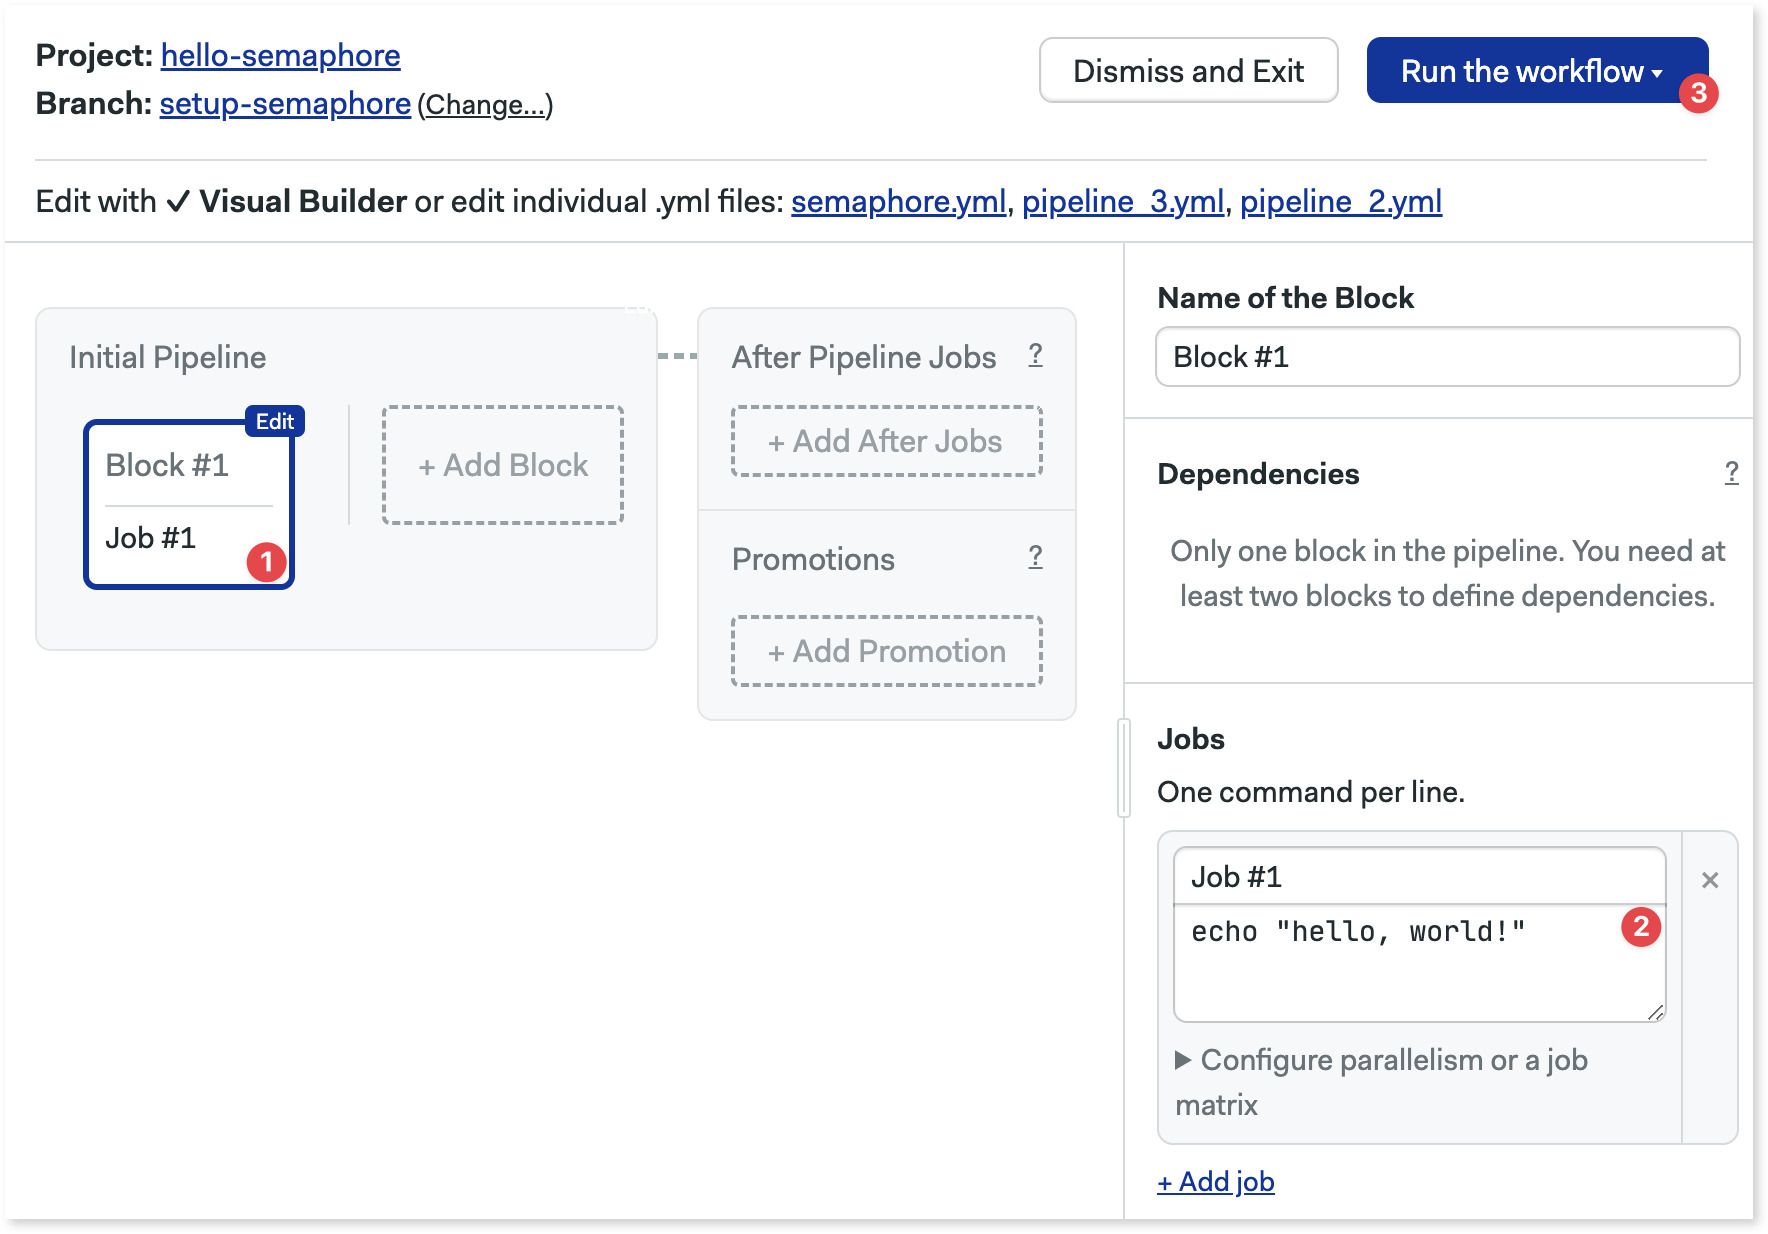 Project: hello-semaphore
Branch: setup-semaphore (Change...)
Dismiss and Exit
Run the workflow ▾
3
Edit with ✓ Visual Builder or edit individual .yml files: semaphore.yml, pipeline_3.yml, pipeline_2.yml
Initial Pipeline
Edit
Block #1
Job #1
1
+ Add Block
After Pipeline Jobs ?
+ Add After Jobs
Promotions ?
+ Add Promotion
Name of the Block
Block #1
Dependencies ?
Only one block in the pipeline. You need at
least two blocks to define dependencies.
Jobs
One command per line.
Job #1
×
echo "hello, world!"
2
▶ Configure parallelism or a job
matrix
+ Add job